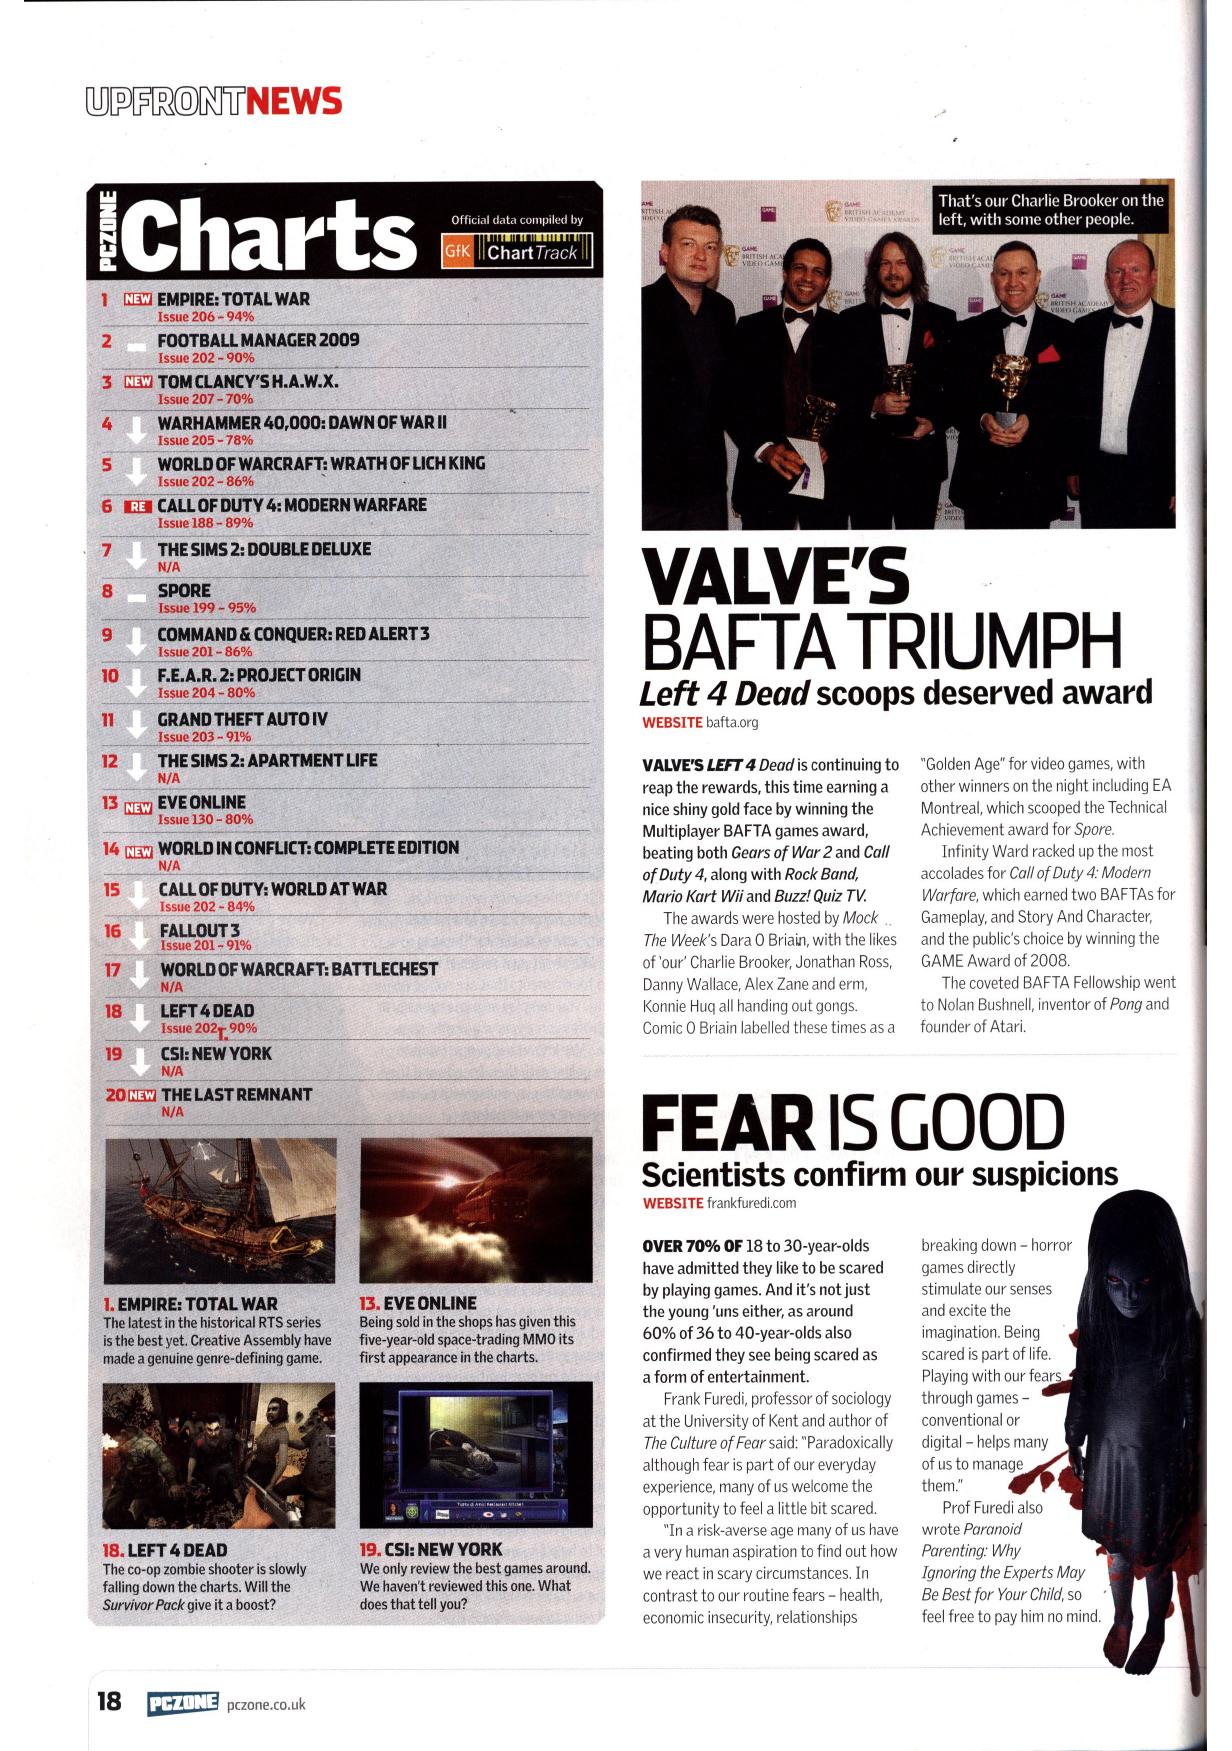 UPFRONTNEWS
PCZONE Charts
Official data compiled by
GfK ChartTrack
1 NEW EMPIRE: TOTAL WAR
Issue 206 – 94%
2 FOOTBALL MANAGER 2009
Issue 202 – 90%
3 NEW TOM CLANCY'S H.A.W.X.
Issue 207 – 70%
4 WARHAMMER 40,000: DAWN OF WAR II
Issue 205 – 78%
5 WORLD OF WARCRAFT: WRATH OF LICH KING
Issue 202 – 86%
6 RE CALL OF DUTY 4: MODERN WARFARE
Issue 188 – 89%
7 THE SIMS 2: DOUBLE DELUXE
N/A
8 SPORE
Issue 199 – 95%
9 COMMAND & CONQUER: RED ALERT 3
Issue 201 – 86%
10 F.E.A.R. 2: PROJECT ORIGIN
Issue 204 – 80%
11 GRAND THEFT AUTO IV
Issue 203 – 91%
12 THE SIMS 2: APARTMENT LIFE
N/A
13 NEW EVE ONLINE
Issue 130 – 80%
14 NEW WORLD IN CONFLICT: COMPLETE EDITION
N/A
15 CALL OF DUTY: WORLD AT WAR
Issue 202 – 84%
16 FALLOUT 3
Issue 201 – 91%
17 WORLD OF WARCRAFT: BATTLECHEST
N/A
18 LEFT 4 DEAD
Issue 202 – 90%
19 CSI: NEW YORK
N/A
20 NEW THE LAST REMNANT
N/A
1. EMPIRE: TOTAL WAR
The latest in the historical RTS series
is the best yet. Creative Assembly have
made a genuine genre-defining game.
13. EVE ONLINE
Being sold in the shops has given this
five-year-old space-trading MMO its
first appearance in the charts.
18. LEFT 4 DEAD
The co-op zombie shooter is slowly
falling down the charts. Will the
Survivor Pack give it a boost?
19. CSI: NEW YORK
We only review the best games around.
We haven't reviewed this one. What
does that tell you?
That's our Charlie Brooker on the
left, with some other people.
VALVE'S
BAFTA TRIUMPH
Left 4 Dead scoops deserved award
WEBSITE bafta.org
VALVE'S LEFT 4 Dead is continuing to
reap the rewards, this time earning a
nice shiny gold face by winning the
Multiplayer BAFTA games award,
beating both Gears of War 2 and Call
of Duty 4, along with Rock Band,
Mario Kart Wii and Buzz! Quiz TV.
The awards were hosted by Mock
The Week's Dara O Briain, with the likes
of 'our' Charlie Brooker, Jonathan Ross,
Danny Wallace, Alex Zane and erm,
Konnie Huq all handing out gongs.
Comic O Briain labelled these times as a
"Golden Age" for video games, with
other winners on the night including EA
Montreal, which scooped the Technical
Achievement award for Spore.
Infinity Ward racked up the most
accolades for Call of Duty 4: Modern
Warfare, which earned two BAFTAs for
Gameplay, and Story And Character,
and the public's choice by winning the
GAME Award of 2008.
The coveted BAFTA Fellowship went
to Nolan Bushnell, inventor of Pong and
founder of Atari.
FEAR IS GOOD
Scientists confirm our suspicions
WEBSITE frankfuredi.com
OVER 70% OF 18 to 30-year-olds
have admitted they like to be scared
by playing games. And it's not just
the young 'uns either, as around
60% of 36 to 40-year-olds also
confirmed they see being scared as
a form of entertainment.
Frank Furedi, professor of sociology
at the University of Kent and author of
The Culture of Fear said: "Paradoxically
although fear is part of our everyday
experience, many of us welcome the
opportunity to feel a little bit scared.
"In a risk-averse age many of us have
a very human aspiration to find out how
we react in scary circumstances. In
contrast to our routine fears – health,
economic insecurity, relationships
breaking down – horror
games directly
stimulate our senses
and excite the
imagination. Being
scared is part of life.
Playing with our fears
through games –
conventional or
digital – helps many
of us to manage
them."
Prof Furedi also
wrote Paranoid
Parenting: Why
Ignoring the Experts May
Be Best for Your Child, so
feel free to pay him no mind.
18 PCZONE pczone.co.uk